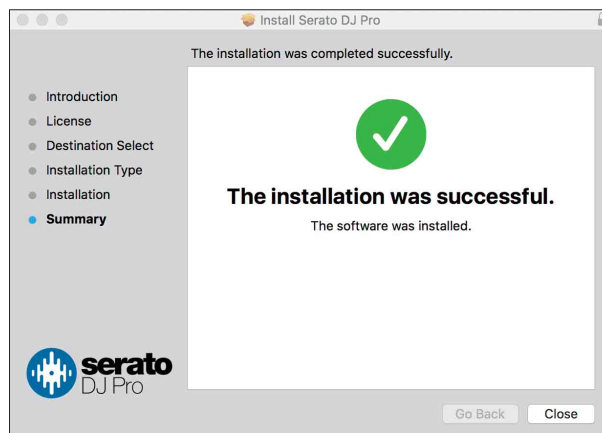 Install Serato DJ Pro
The installation was completed successfully.
Introduction
License
Destination Select
Installation Type
Installation
Summary
The installation was successful.
The software was installed.
serato
DJ Pro
Go Back
Close